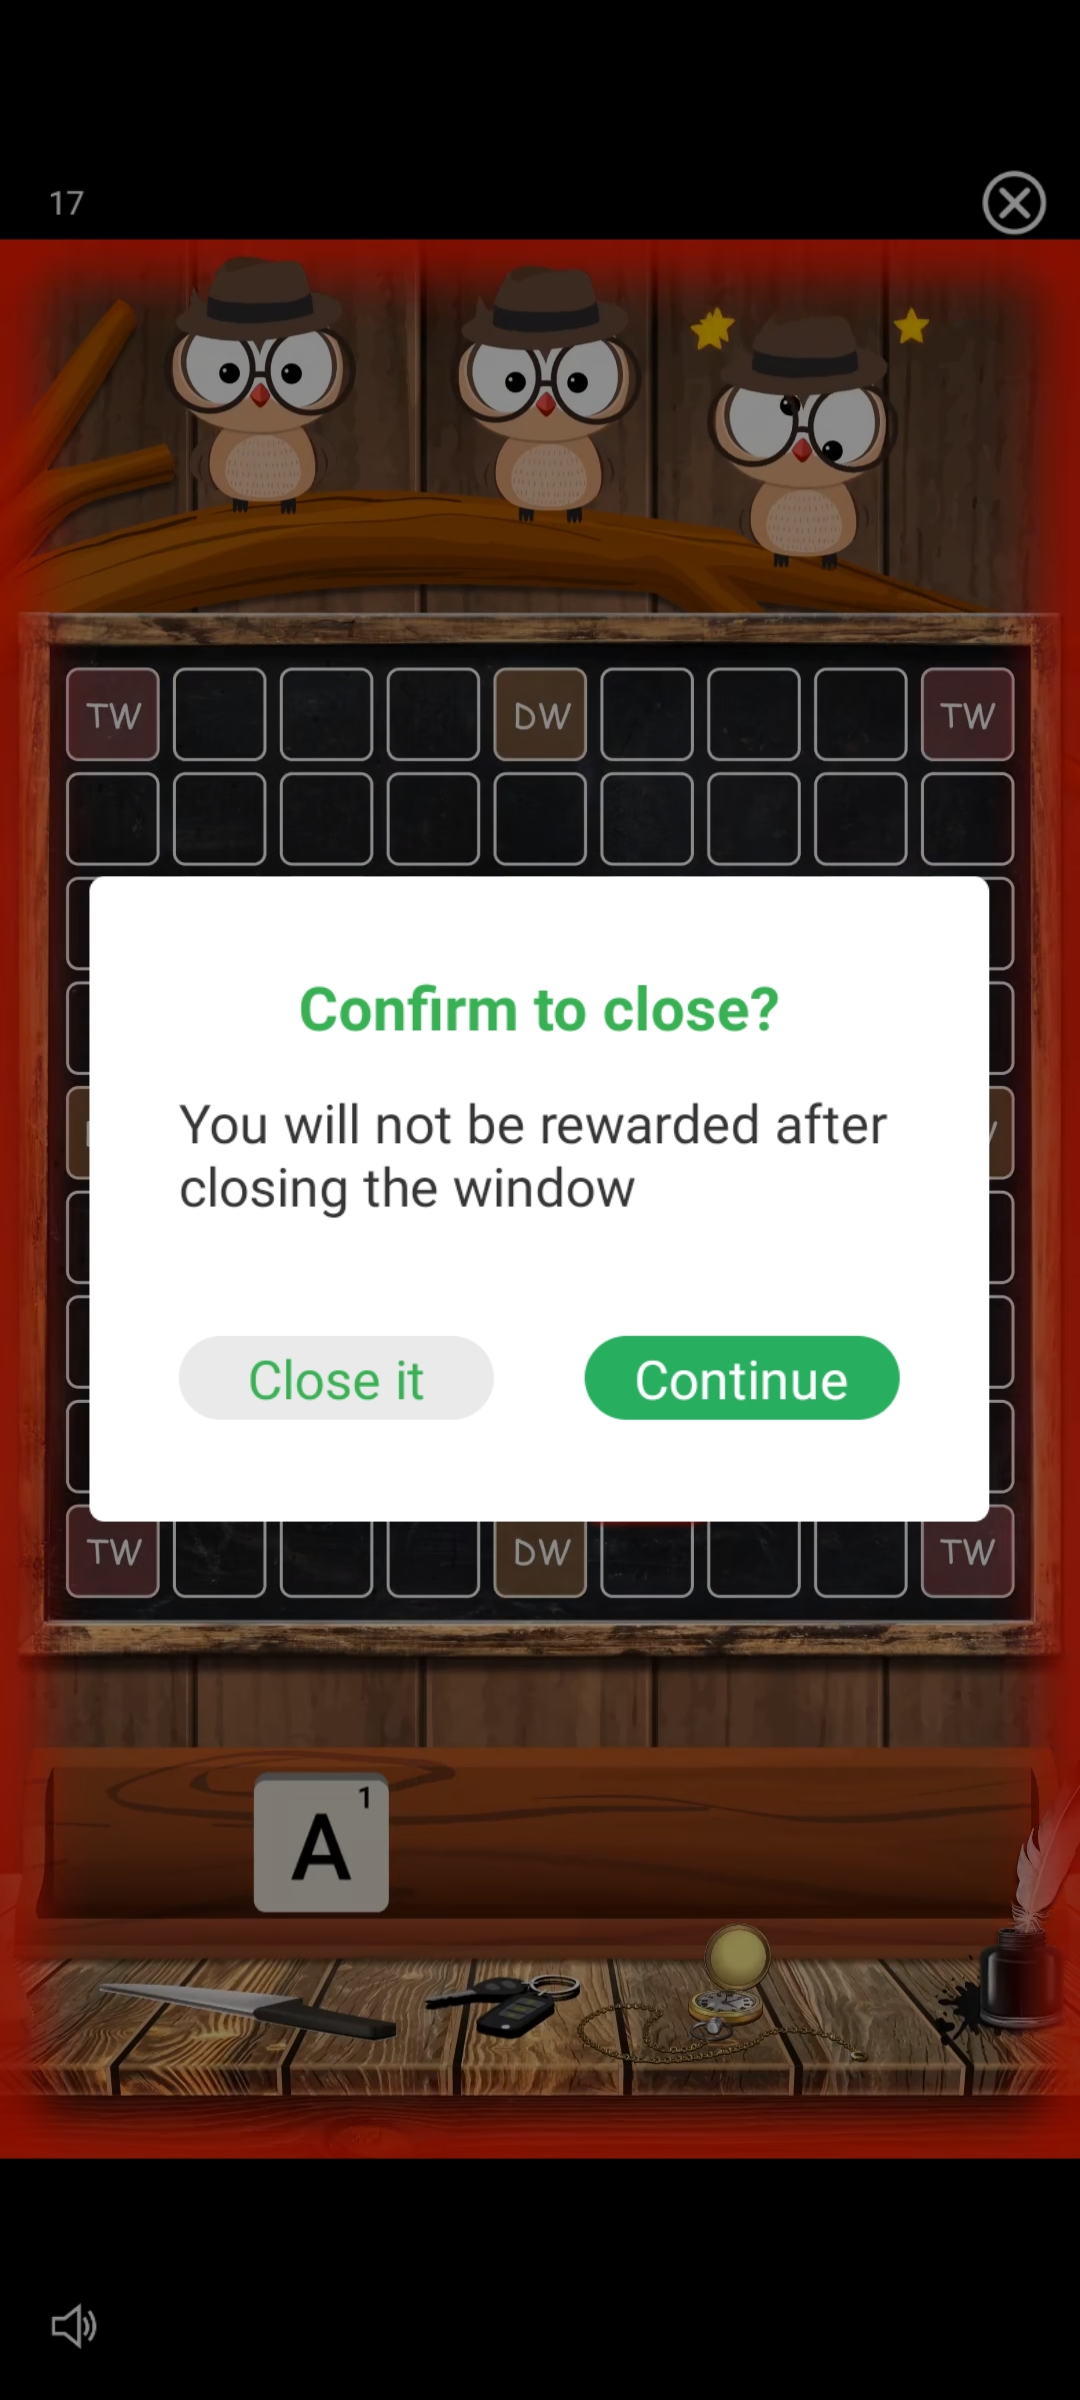 17
TW DW TW
Confirm to close?
You will not be rewarded after
closing the window
Close it Continue
TW DW TW
A 1